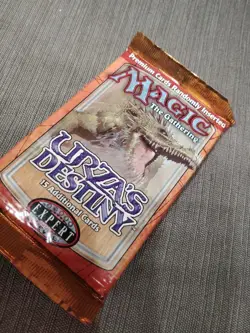 Premium Cards Randomly Inserted
MAGIC
The Gathering
URZA'S
DESTINY
15 Additional Cards
EXPERT